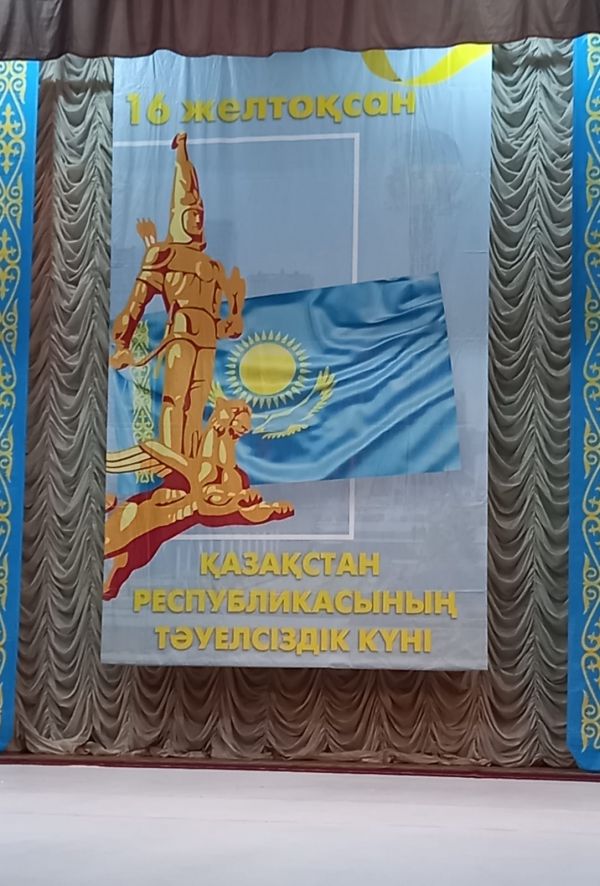 16 желтоқсан
ҚАЗАҚСТАН
РЕСПУБЛИКАСЫНЫҢ
ТӘУЕЛСІЗДІК КҮНІ